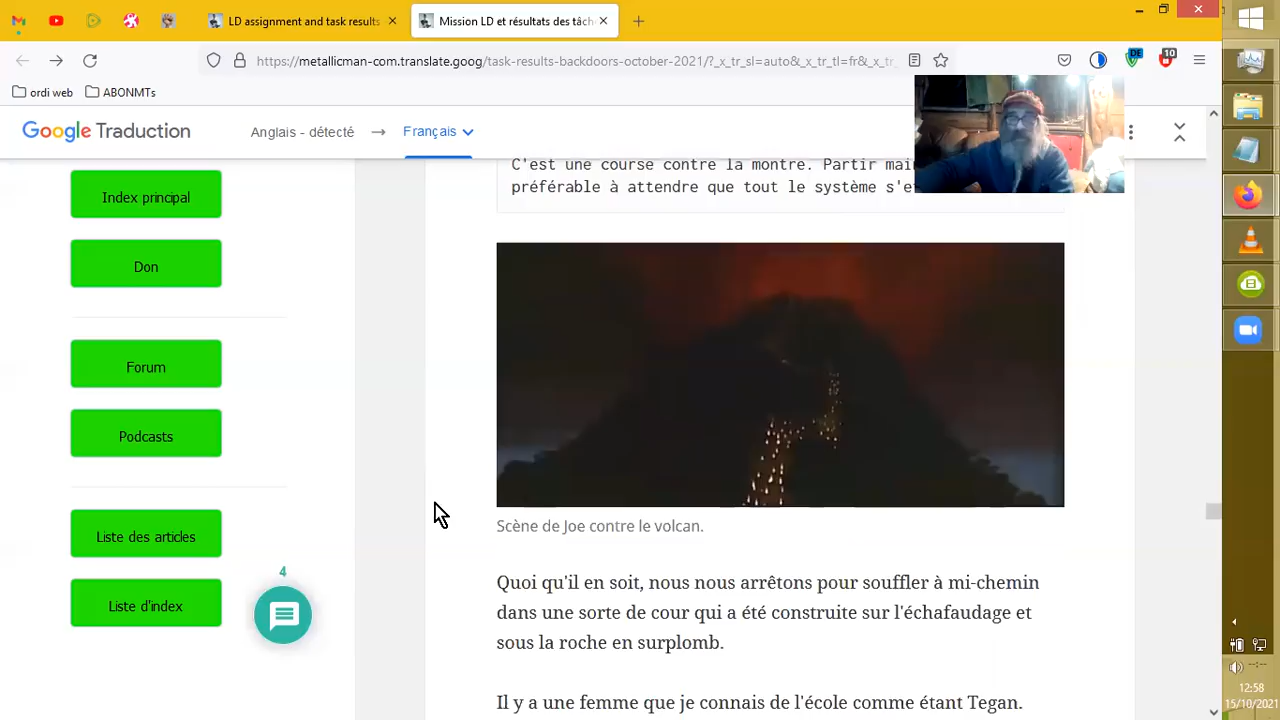 LD assignment and task results
Mission LD et résultats des tâch
https://metallicman-com.translate.goog/task-results-backdoors-october-2021/?_x_tr_sl=auto&_x_tr_tl=fr&_x_
DE
10
ordi web
ABONMTs
Google Traduction
Anglais - détecté
Français
C'est une course contre la montre. Partir
préférable à attendre que tout le système
Index principal
Don
Forum
Podcasts
Liste des articles
Liste d'index
4
Scène de Joe contre le volcan.
Quoi qu'il en soit, nous nous arrêtons pour souffler à mi-chemin
dans une sorte de cour qui a été construite sur l'échafaudage et
sous la roche en surplomb.
Il y a une femme que je connais de l'école comme étant Tegan.
12:58
15/10/2021